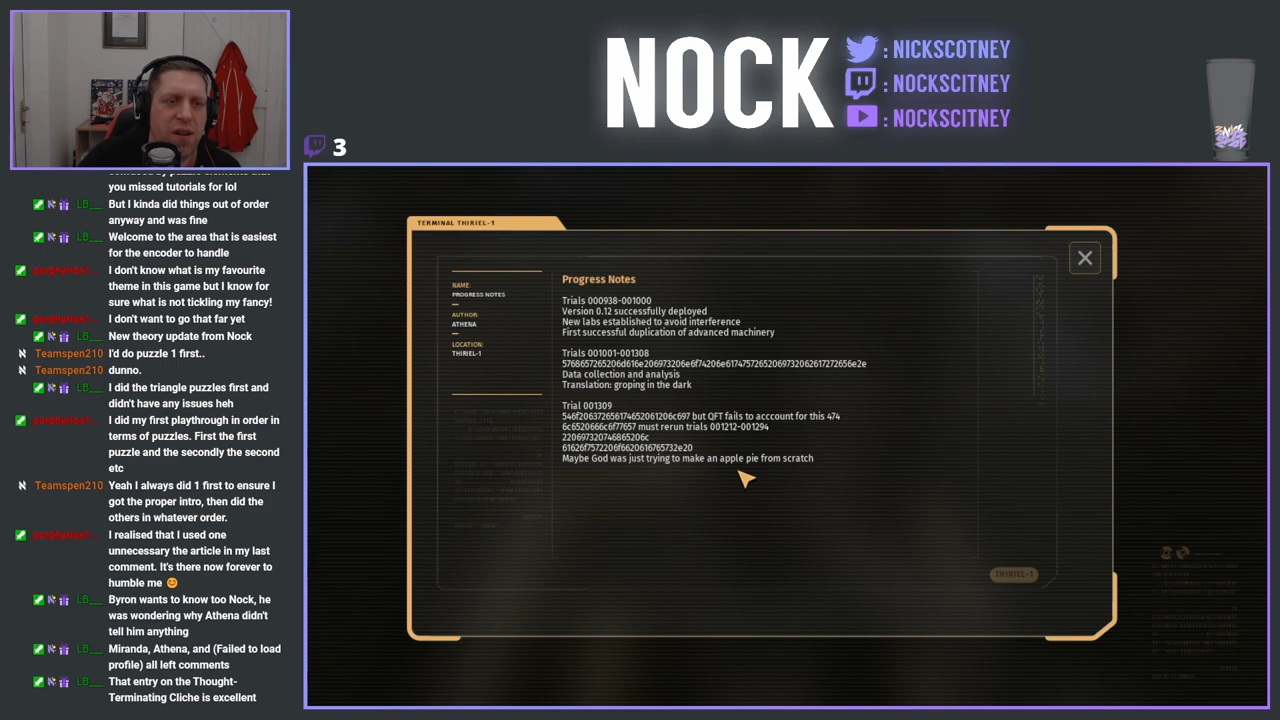 NOCK
: NICKSCOTNEY
: NOCKSCITNEY
: NOCKSCITNEY
3
you missed tutorials for lol
LB__ But I kinda did things out of order
anyway and was fine
LB__ Welcome to the area that is easiest
for the encoder to handle
I don't know what is my favourite
theme in this game but I know for
sure what is not tickling my fancy!
I don't want to go that far yet
LB__ New theory update from Nock
Teamspen210 I'd do puzzle 1 first..
Teamspen210 dunno.
LB__ I did the triangle puzzles first and
didn't have any issues heh
I did my first playthrough in order in
terms of puzzles. First the first
puzzle and the secondly the second
etc
Teamspen210 Yeah I always did 1 first to ensure I
got the proper intro, then did the
others in whatever order.
I realised that I used one
unnecessary the article in my last
comment. It's there now forever to
humble me 😊
LB__ Byron wants to know too Nock, he
was wondering why Athena didn't
tell him anything
LB__ Miranda, Athena, and (Failed to load
profile) all left comments
LB__ That entry on the Thought-
Terminating Cliche is excellent
TERMINAL THIRIEL-1
NAME:
PROGRESS NOTES
AUTHOR:
ATHENA
LOCATION:
THIRIEL-1
Progress Notes
Trials 000938-001000
Version 0.12 successfully deployed
New labs established to avoid interference
First successful duplication of advanced machinery
Trials 001001-001308
5768657265206d616e206973206e6f74206e61747572652069732062617272656e2e
Data collection and analysis
Translation: groping in the dark
Trial 001309
546f206372656174652061206c697 but QFT fails to acccount for this 474
6c6520666c6f77657 must rerun trials 001212-001294
220697320746865206c
61626f7572206f6620616765732e20
Maybe God was just trying to make an apple pie from scratch
THIRIEL-1